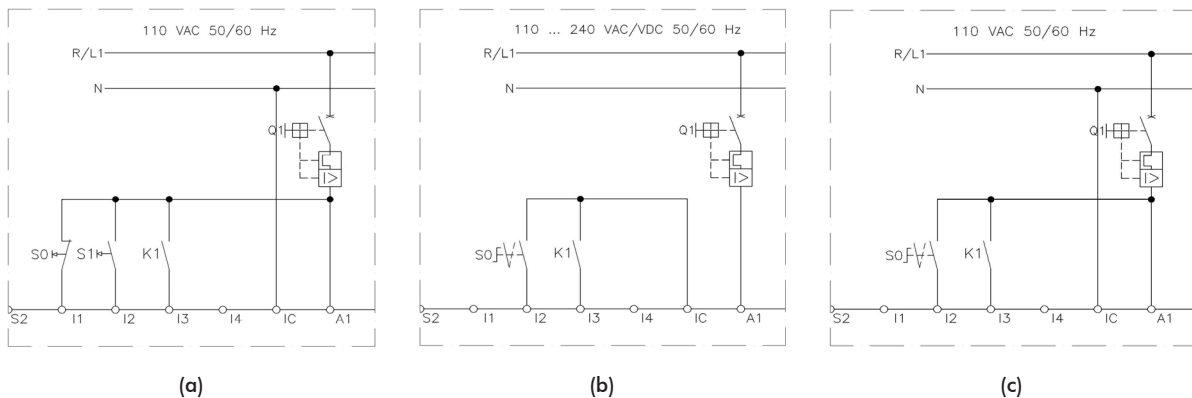 110 VAC 50/60 Hz
R/L1
N
Q1
I>
S0 S1 K1
S2 I1 I2 I3 I4 IC A1
(a)
110 ... 240 VAC/VDC 50/60 Hz
R/L1
N
Q1
I>
S0 K1
S2 I1 I2 I3 I4 IC A1
(b)
110 VAC 50/60 Hz
R/L1
N
Q1
I>
S0 K1
S2 I1 I2 I3 I4 IC A1
(c)